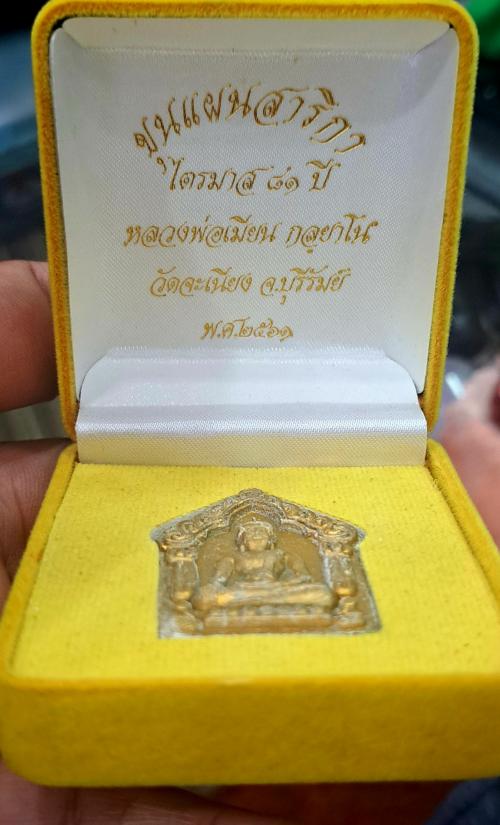 ขุนแผนสาริกา
ไตรมาส ๘๑ ปี
หลวงพ่อเมียน กลฺยาโน
วัดจะเนียง จ.บุรีรัมย์
พ.ศ.๒๕๖๑